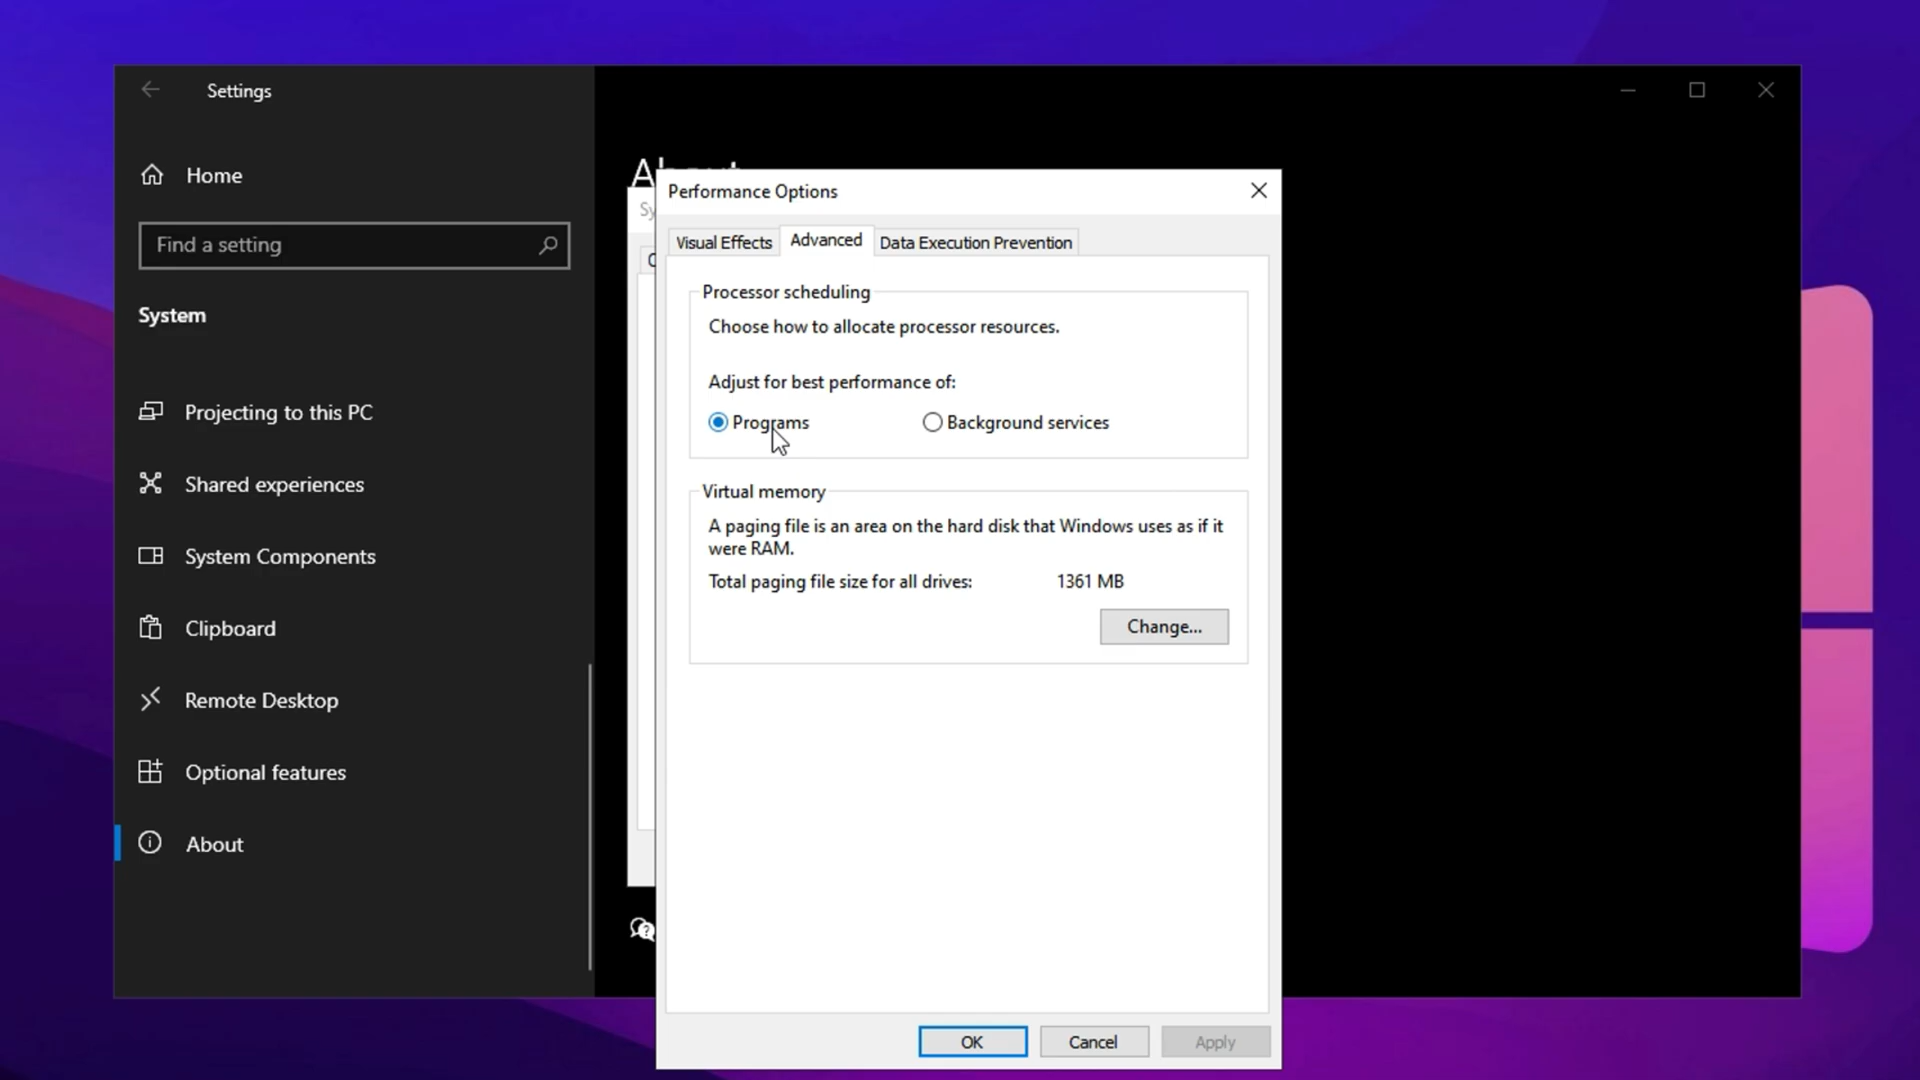 Settings
Home
Find a setting
System
Projecting to this PC
Shared experiences
System Components
Clipboard
Remote Desktop
Optional features
About
Performance Options
Visual Effects
Advanced
Data Execution Prevention
Processor scheduling
Choose how to allocate processor resources.
Adjust for best performance of:
Programs
Background services
Virtual memory
A paging file is an area on the hard disk that Windows uses as if it
were RAM.
Total paging file size for all drives: 1361 MB
Change...
OK
Cancel
Apply